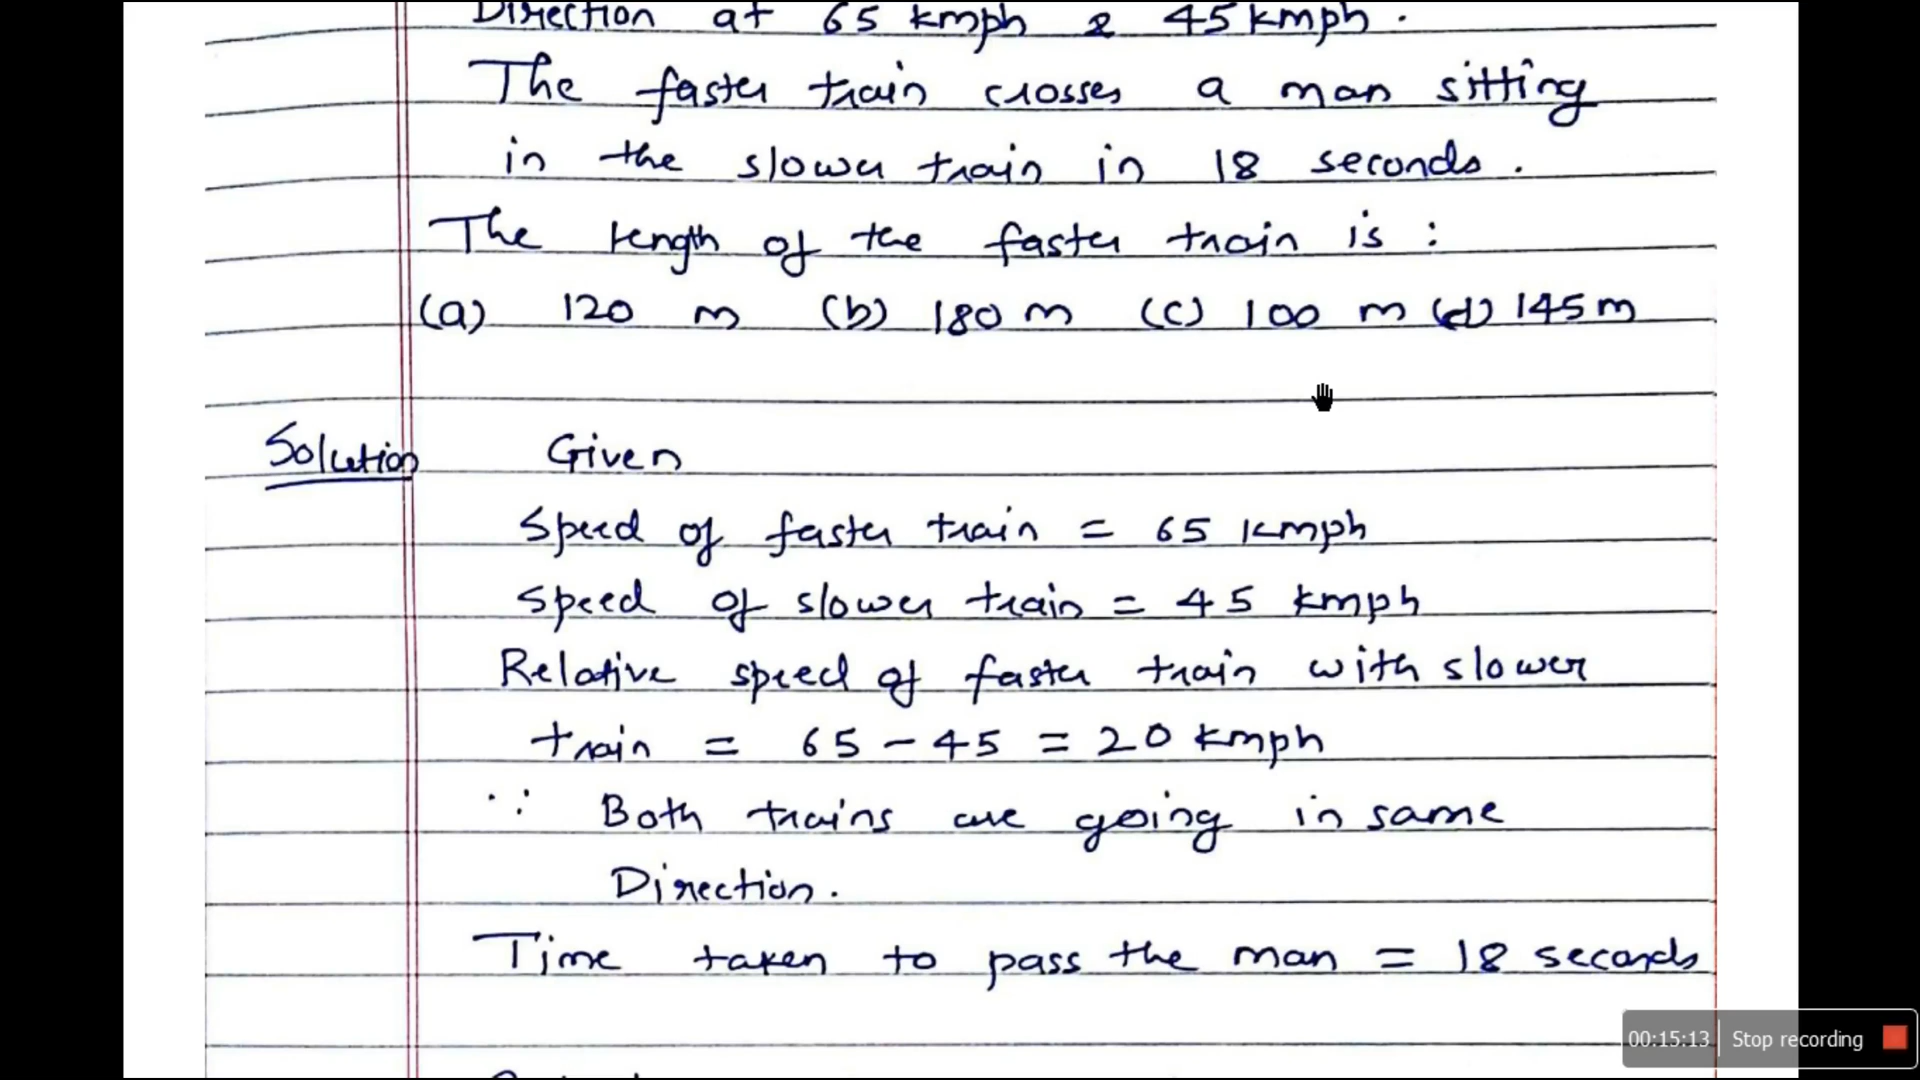 Direction at 65 kmph & 45 kmph.
The faster train crosses a man sitting
in the slower train in 18 seconds.
The length of the faster train is :
(a) 120 m (b) 180 m (c) 100 m (d) 145 m
Solution Given
Speed of faster train = 65 kmph
Speed of slower train = 45 kmph
Relative speed of faster train with slower
train = 65 - 45 = 20 kmph
∵ Both trains are going in same
Direction.
Time taken to pass the man = 18 seconds
00:15:13 Stop recording